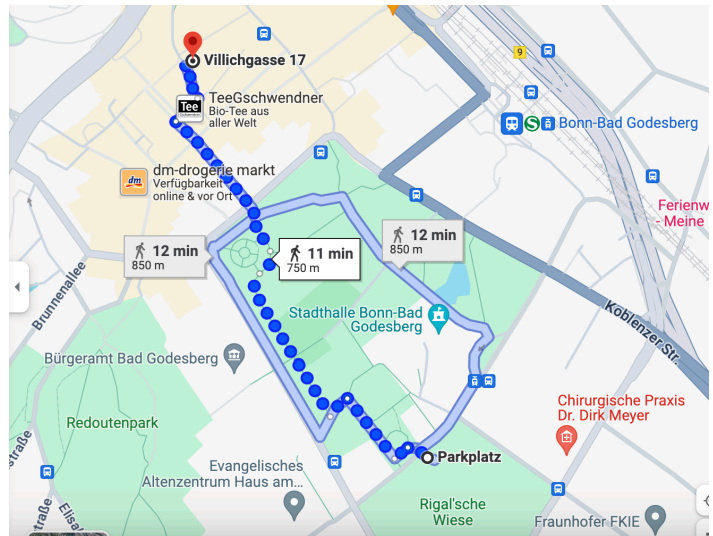 Villichgasse 17
9
TeeGschwendner
Bio-Tee aus
aller Welt
Tee
Bonn-Bad Godesberg
S
dm-drogerie markt
Verfügbarkeit
online & vor Ort
dm
Ferienw
- Meine
12 min
850 m
11 min
750 m
12 min
850 m
Brunnenallee
Stadthalle Bonn-Bad
Godesberg
Koblenzer Str.
Bürgeramt Bad Godesberg
Redoutenpark
Chirurgische Praxis
Dr. Dirk Meyer
Parkplatz
straße
Evangelisches
Altenzentrum Haus am...
Rigal'sche
Wiese
Fraunhofer FKIE
straße
Elisa